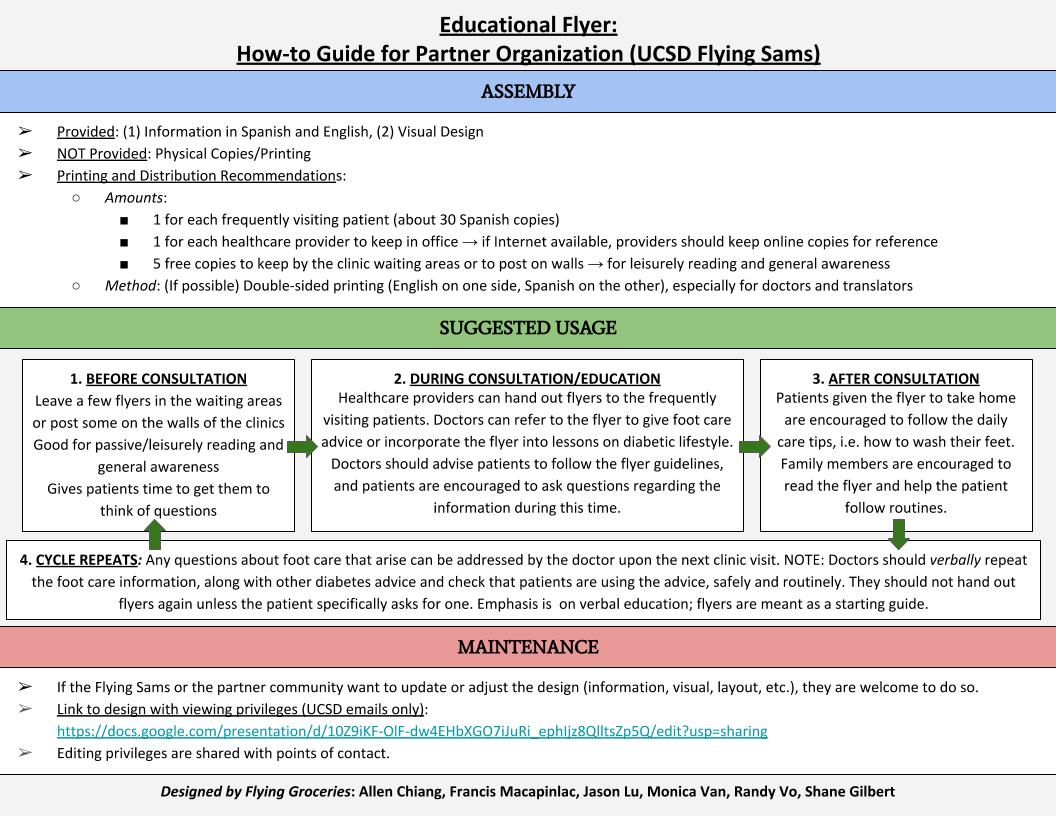 Educational Flyer:
How-to Guide for Partner Organization (UCSD Flying Sams)
ASSEMBLY
➢ Provided: (1) Information in Spanish and English, (2) Visual Design
➢ NOT Provided: Physical Copies/Printing
➢ Printing and Distribution Recommendations:
○ Amounts:
■ 1 for each frequently visiting patient (about 30 Spanish copies)
■ 1 for each healthcare provider to keep in office → if Internet available, providers should keep online copies for reference
■ 5 free copies to keep by the clinic waiting areas or to post on walls → for leisurely reading and general awareness
○ Method: (If possible) Double-sided printing (English on one side, Spanish on the other), especially for doctors and translators
SUGGESTED USAGE
1. BEFORE CONSULTATION
Leave a few flyers in the waiting areas
or post some on the walls of the clinics
Good for passive/leisurely reading and
general awareness
Gives patients time to get them to
think of questions
2. DURING CONSULTATION/EDUCATION
Healthcare providers can hand out flyers to the frequently
visiting patients. Doctors can refer to the flyer to give foot care
advice or incorporate the flyer into lessons on diabetic lifestyle.
Doctors should advise patients to follow the flyer guidelines,
and patients are encouraged to ask questions regarding the
information during this time.
3. AFTER CONSULTATION
Patients given the flyer to take home
are encouraged to follow the daily
care tips, i.e. how to wash their feet.
Family members are encouraged to
read the flyer and help the patient
follow routines.
4. CYCLE REPEATS: Any questions about foot care that arise can be addressed by the doctor upon the next clinic visit. NOTE: Doctors should verbally repeat
the foot care information, along with other diabetes advice and check that patients are using the advice, safely and routinely. They should not hand out
flyers again unless the patient specifically asks for one. Emphasis is  on verbal education; flyers are meant as a starting guide.
MAINTENANCE
➢ If the Flying Sams or the partner community want to update or adjust the design (information, visual, layout, etc.), they are welcome to do so.
➢ Link to design with viewing privileges (UCSD emails only):
https://docs.google.com/presentation/d/10Z9iKF-OlF-dw4EHbXGO7iJuRi_ephIjz8QlltsZp5Q/edit?usp=sharing
➢ Editing privileges are shared with points of contact.
Designed by Flying Groceries: Allen Chiang, Francis Macapinlac, Jason Lu, Monica Van, Randy Vo, Shane Gilbert